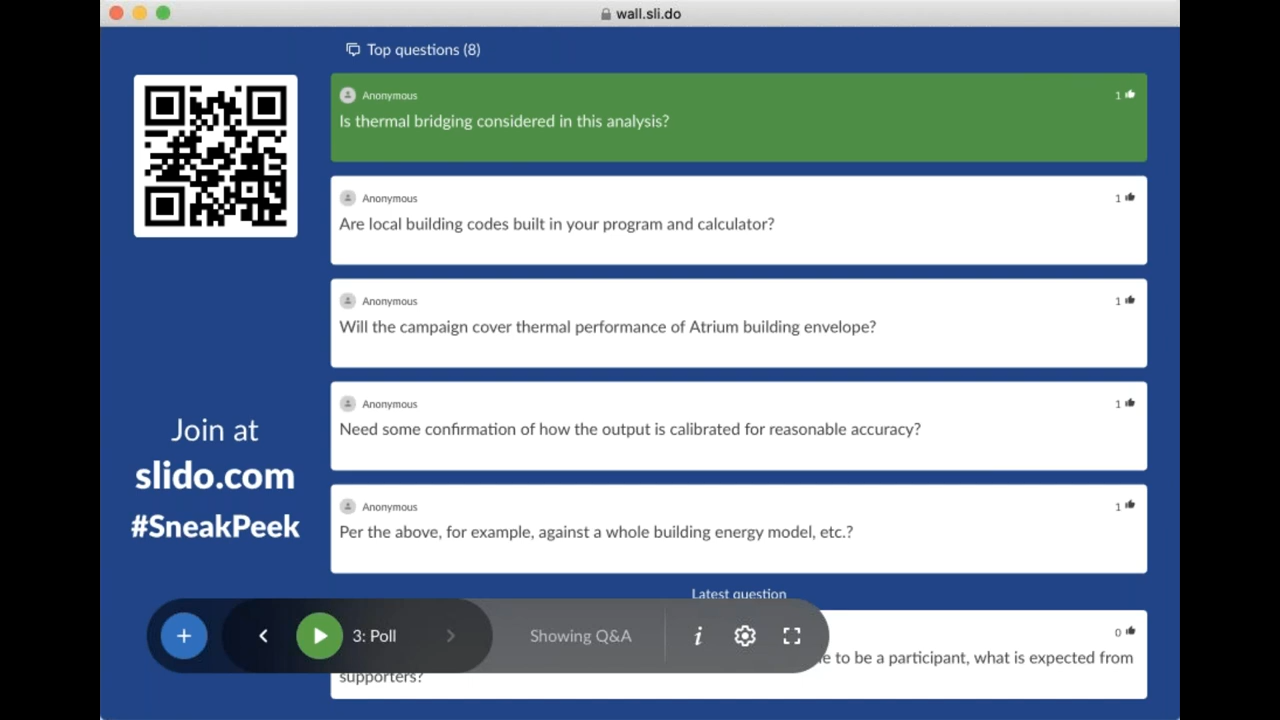 wall.sli.do
Top questions (8)
Anonymous
1
Is thermal bridging considered in this analysis?
Anonymous
1
Are local building codes built in your program and calculator?
Anonymous
1
Will the campaign cover thermal performance of Atrium building envelope?
Anonymous
1
Need some confirmation of how the output is calibrated for reasonable accuracy?
Anonymous
1
Per the above, for example, against a whole building energy model, etc.?
Join at
slido.com
#SneakPeek
Latest question
0
to be a participant, what is expected from
supporters?
3: Poll
Showing Q&A